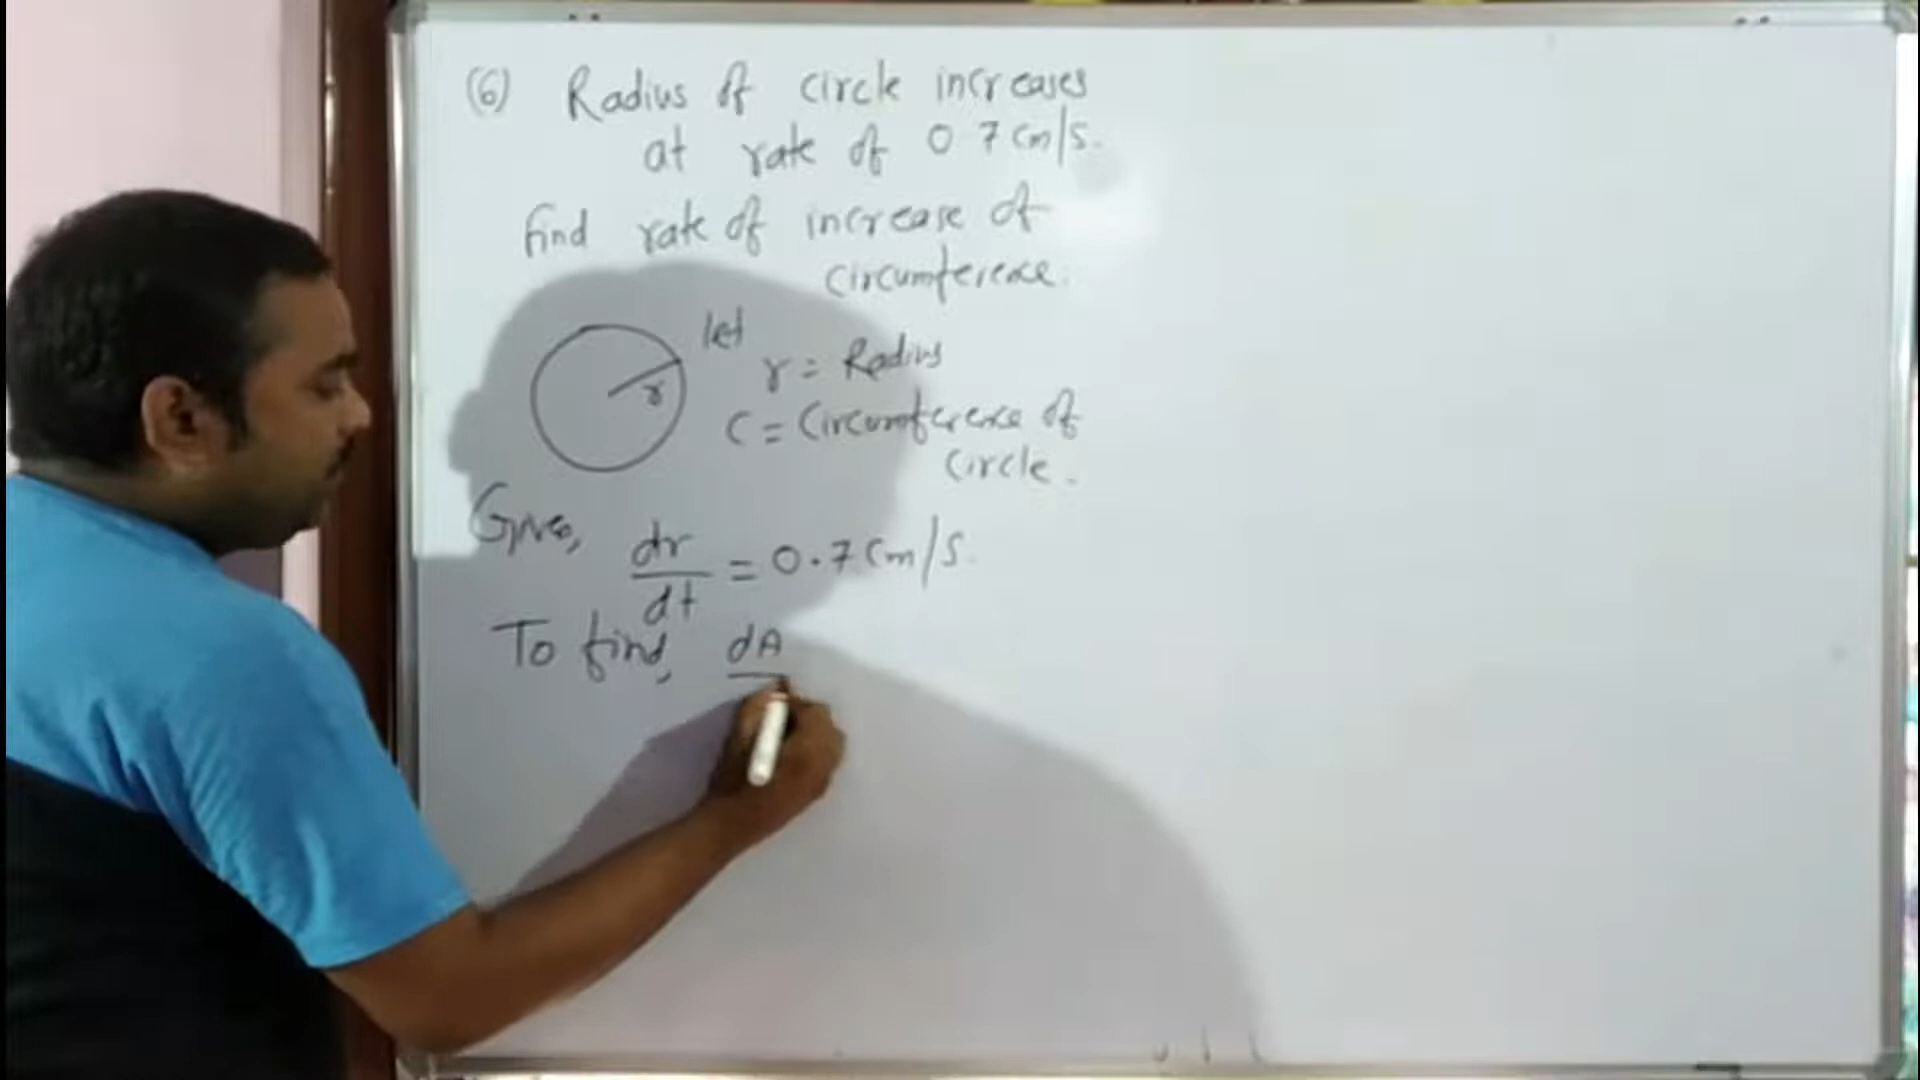 (6) Radius of circle increases
at rate of 0.7 cm/s.
find rate of increase of
circumference.
let
r = Radius
r
C = Circumference of
circle.
Given, dr/dt = 0.7 cm/s.
To find, dA